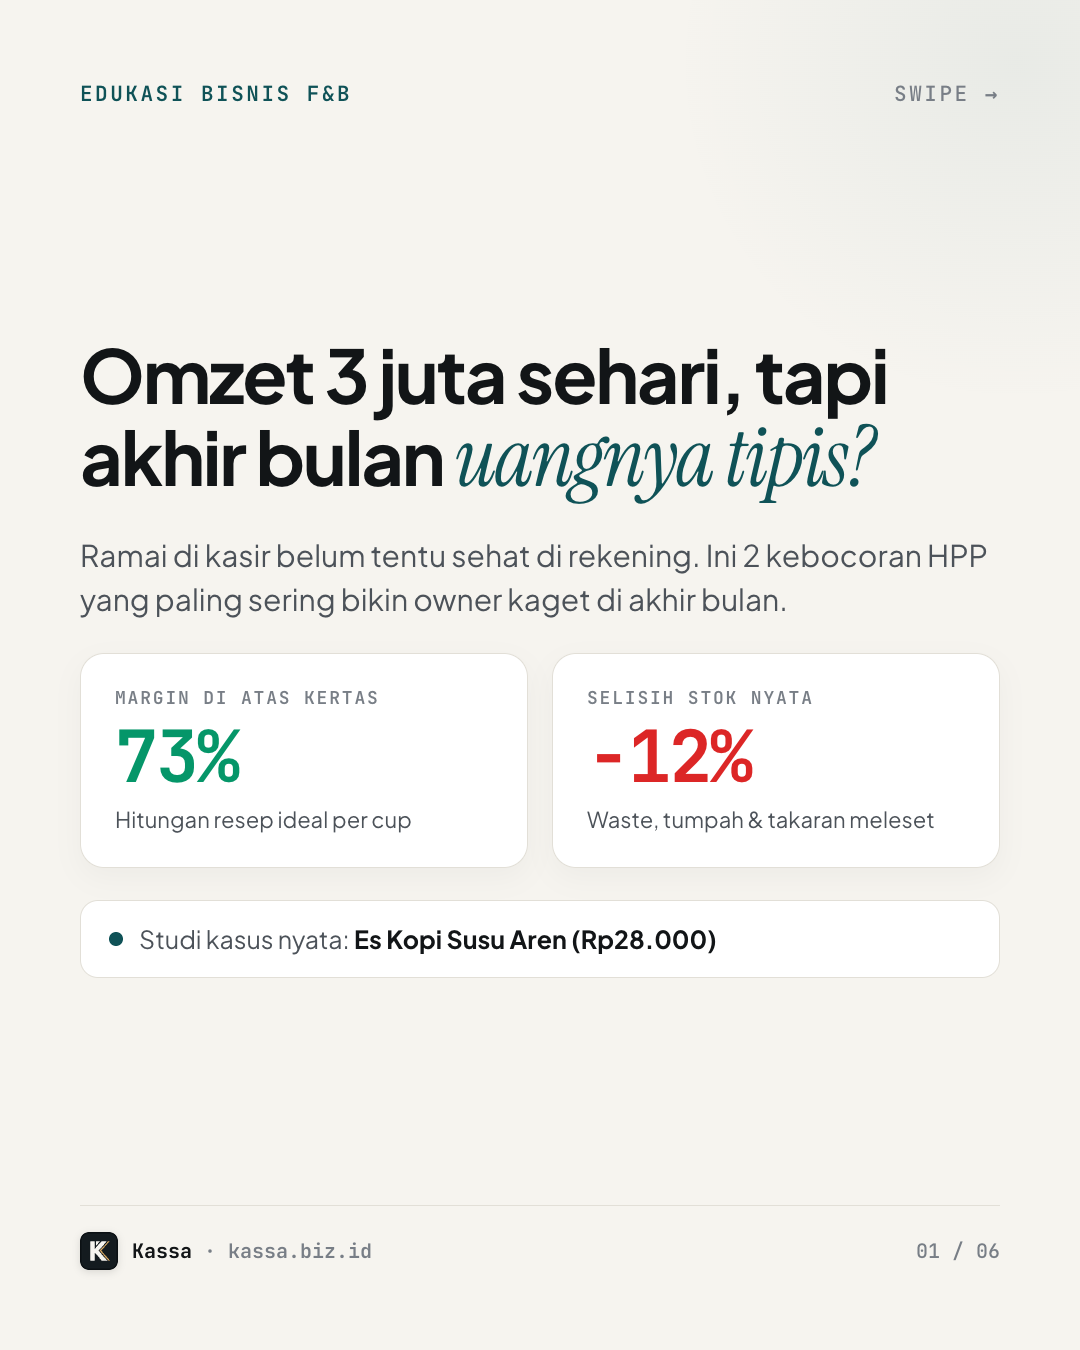 EDUKASI BISNIS F&B
SWIPE →
Omzet 3 juta sehari, tapi
akhir bulan uangnya tipis?
Ramai di kasir belum tentu sehat di rekening. Ini 2 kebocoran HPP
yang paling sering bikin owner kaget di akhir bulan.
MARGIN DI ATAS KERTAS
73%
Hitungan resep ideal per cup
SELISIH STOK NYATA
-12%
Waste, tumpah & takaran meleset
Studi kasus nyata: Es Kopi Susu Aren (Rp28.000)
K Kassa · kassa.biz.id
01 / 06